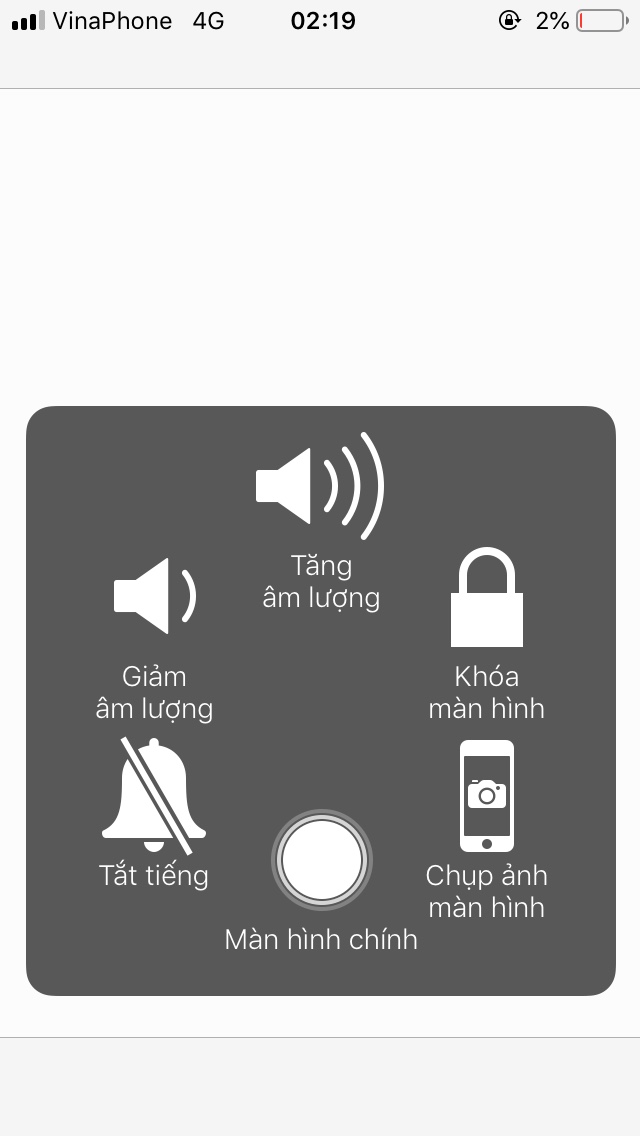 VinaPhone 4G 02:19 2%
Tăng
âm lượng
Giảm
âm lượng
Khóa
màn hình
Tắt tiếng
Chụp ảnh
màn hình
Màn hình chính